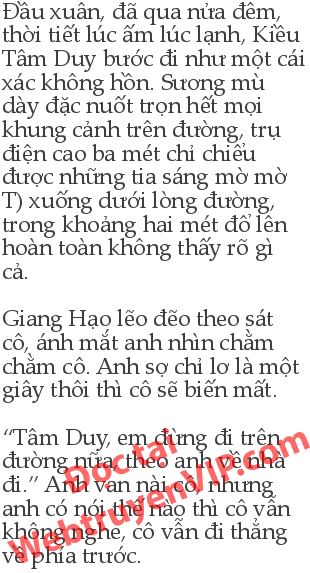 Đầu xuân, đã qua nửa đêm,
thời tiết lúc ấm lúc lạnh, Kiều
Tâm Duy bước đi như một cái
xác không hồn. Sương mù
dày đặc nuốt trọn hết mọi
khung cảnh trên đường, trụ
điện cao ba mét chỉ chiếu
được những tia sáng mờ mờ
T) xuống dưới lòng đường,
trong khoảng hai mét đổ lên
hoàn toàn không thấy rõ gì
cả.
Giang Hạo lẽo đẽo theo sát
cô, ánh mắt anh nhìn chằm
chằm cô. Anh sợ chỉ lo là một
giây thôi thì cô sẽ biến mất.
“Tâm Duy, em đừng đi trên
đường nữa, theo anh về nhà
đi.” Anh van nài cô, nhưng
anh có nói thế nào thì cô vẫn
không nghe, cô vẫn đi thẳng
về phía trước.
Doc tai
WebtruyenVIP.com